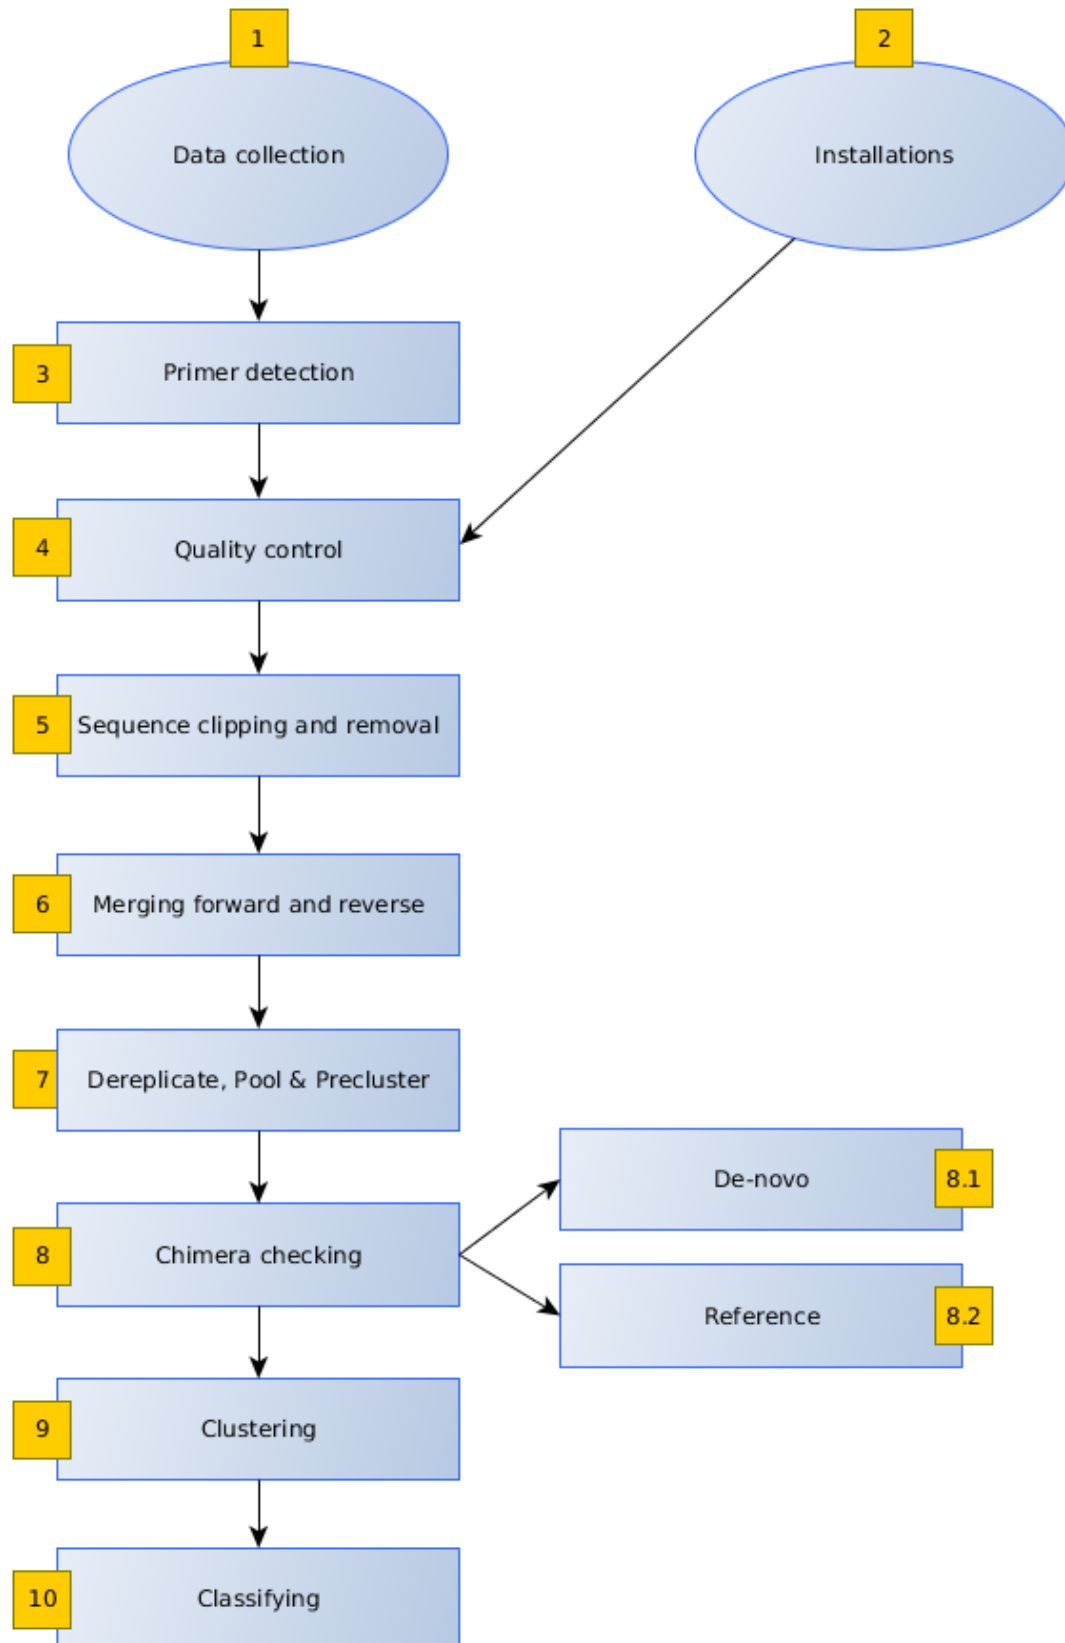 1
2
Data collection
Installations
3
Primer detection
4
Quality control
5
Sequence clipping and removal
6
Merging forward and reverse
7
Dereplicate, Pool & Precluster
De-novo
8.1
8
Chimera checking
Reference
8.2
9
Clustering
10
Classifying